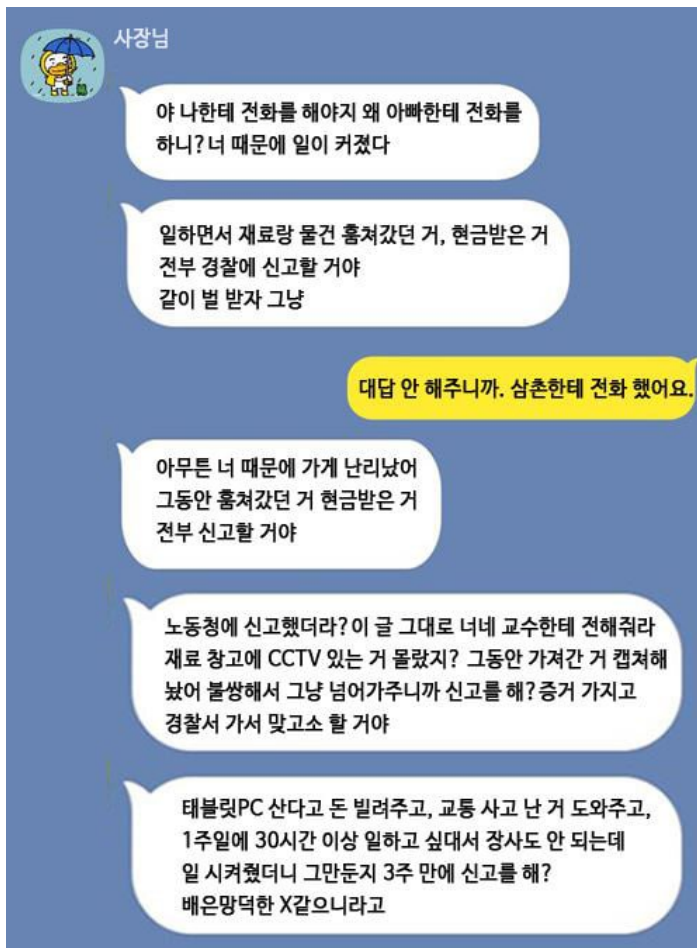 사장님
야 나한테 전화를 해야지 왜 아빠한테 전화를
하니? 너 때문에 일이 커졌다
일하면서 재료랑 물건 훔쳐갔던 거, 현금받은 거
전부 경찰에 신고할 거야
같이 벌 받자 그냥
대답 안 해주니까. 삼촌한테 전화 했어요.
아무튼 너 때문에 가게 난리났어
그동안 훔쳐갔던 거 현금받은 거
전부 신고할 거야
노동청에 신고했더라? 이 글 그대로 너네 교수한테 전해줘라
재료 창고에 CCTV 있는 거 몰랐지? 그동안 가져간 거 캡쳐해
놨어 불쌍해서 그냥 넘어가주니까 신고를 해? 증거 가지고
경찰서 가서 맞고소 할 거야
태블릿PC 산다고 돈 빌려주고, 교통 사고 난 거 도와주고,
1주일에 30시간 이상 일하고 싶대서 장사도 안 되는데
일 시켜줬더니 그만둔지 3주 만에 신고를 해?
배은망덕한 X같으니라고